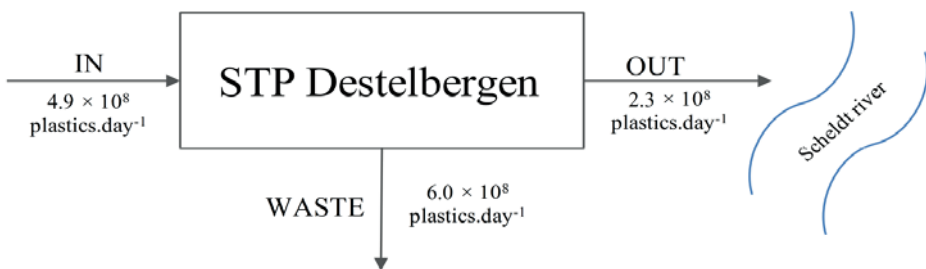 IN
4.9 × 10⁸
plastics.day⁻¹
STP Destelbergen
OUT
2.3 × 10⁸
plastics.day⁻¹
Scheldt river
WASTE
6.0 × 10⁸
plastics.day⁻¹